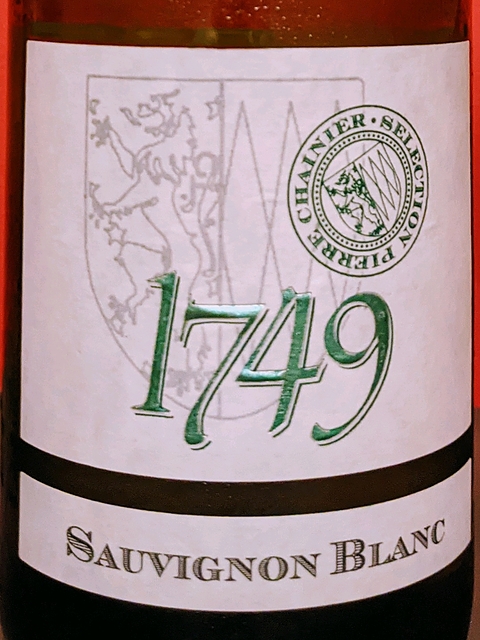 SELECTION PIERRE CHAINIER ·
1749
SAUVIGNON BLANC